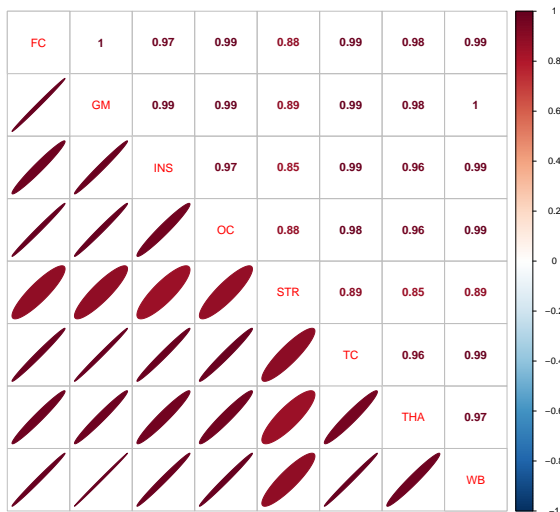 FC 1 0.97 0.99 0.88 0.99 0.98 0.99
GM 0.99 0.99 0.89 0.99 0.98 1
INS 0.97 0.85 0.99 0.96 0.99
OC 0.88 0.98 0.96 0.99
STR 0.89 0.85 0.89
TC 0.96 0.99
THA 0.97
WB
1
0.8
0.6
0.4
0.2
0
−0.2
−0.4
−0.6
−0.8
−1